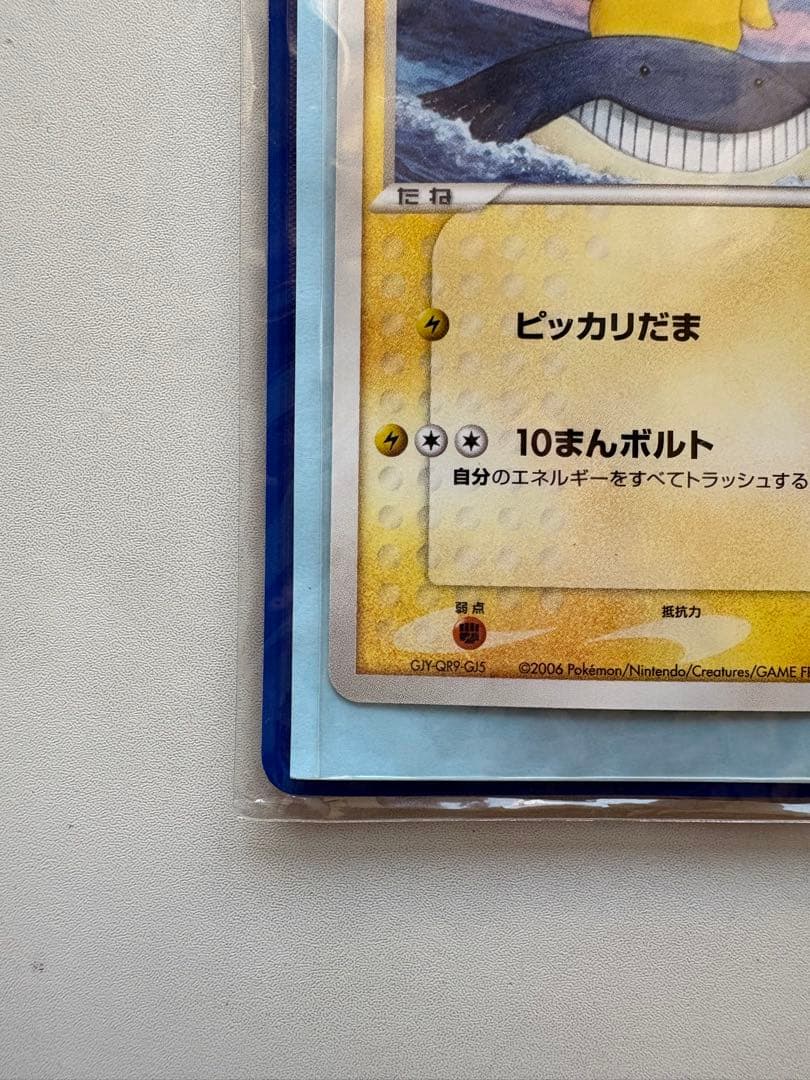 たね
ピッカリだま
10まんボルト
自分のエネルギーをすべてトラッシュする
弱点
抵抗力
GJY-QR9-GJ5
©2006 Pokémon/Nintendo/Creatures/GAME FR